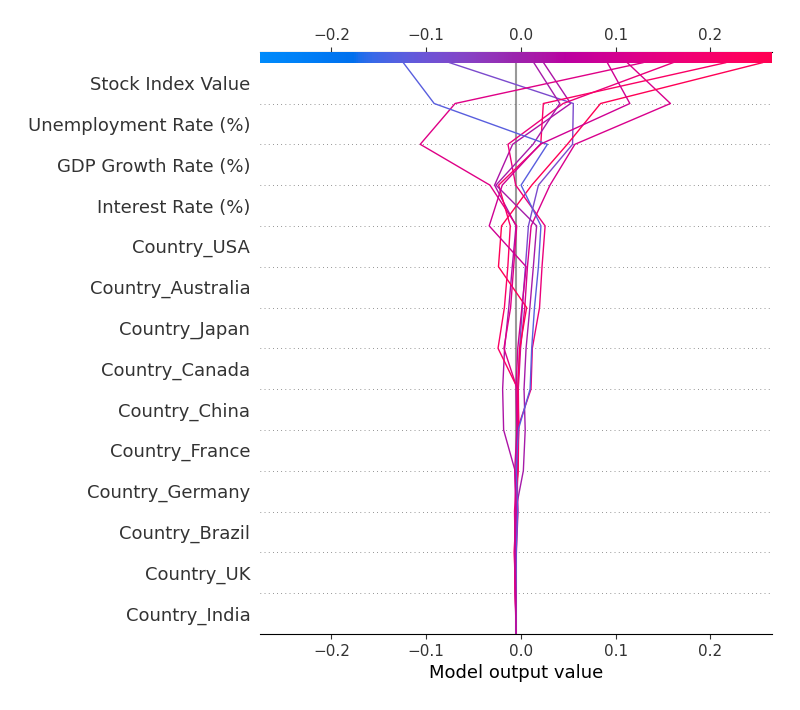 −0.2 −0.1 0.0 0.1 0.2
Stock Index Value
Unemployment Rate (%)
GDP Growth Rate (%)
Interest Rate (%)
Country_USA
Country_Australia
Country_Japan
Country_Canada
Country_China
Country_France
Country_Germany
Country_Brazil
Country_UK
Country_India
−0.2 −0.1 0.0 0.1 0.2
Model output value